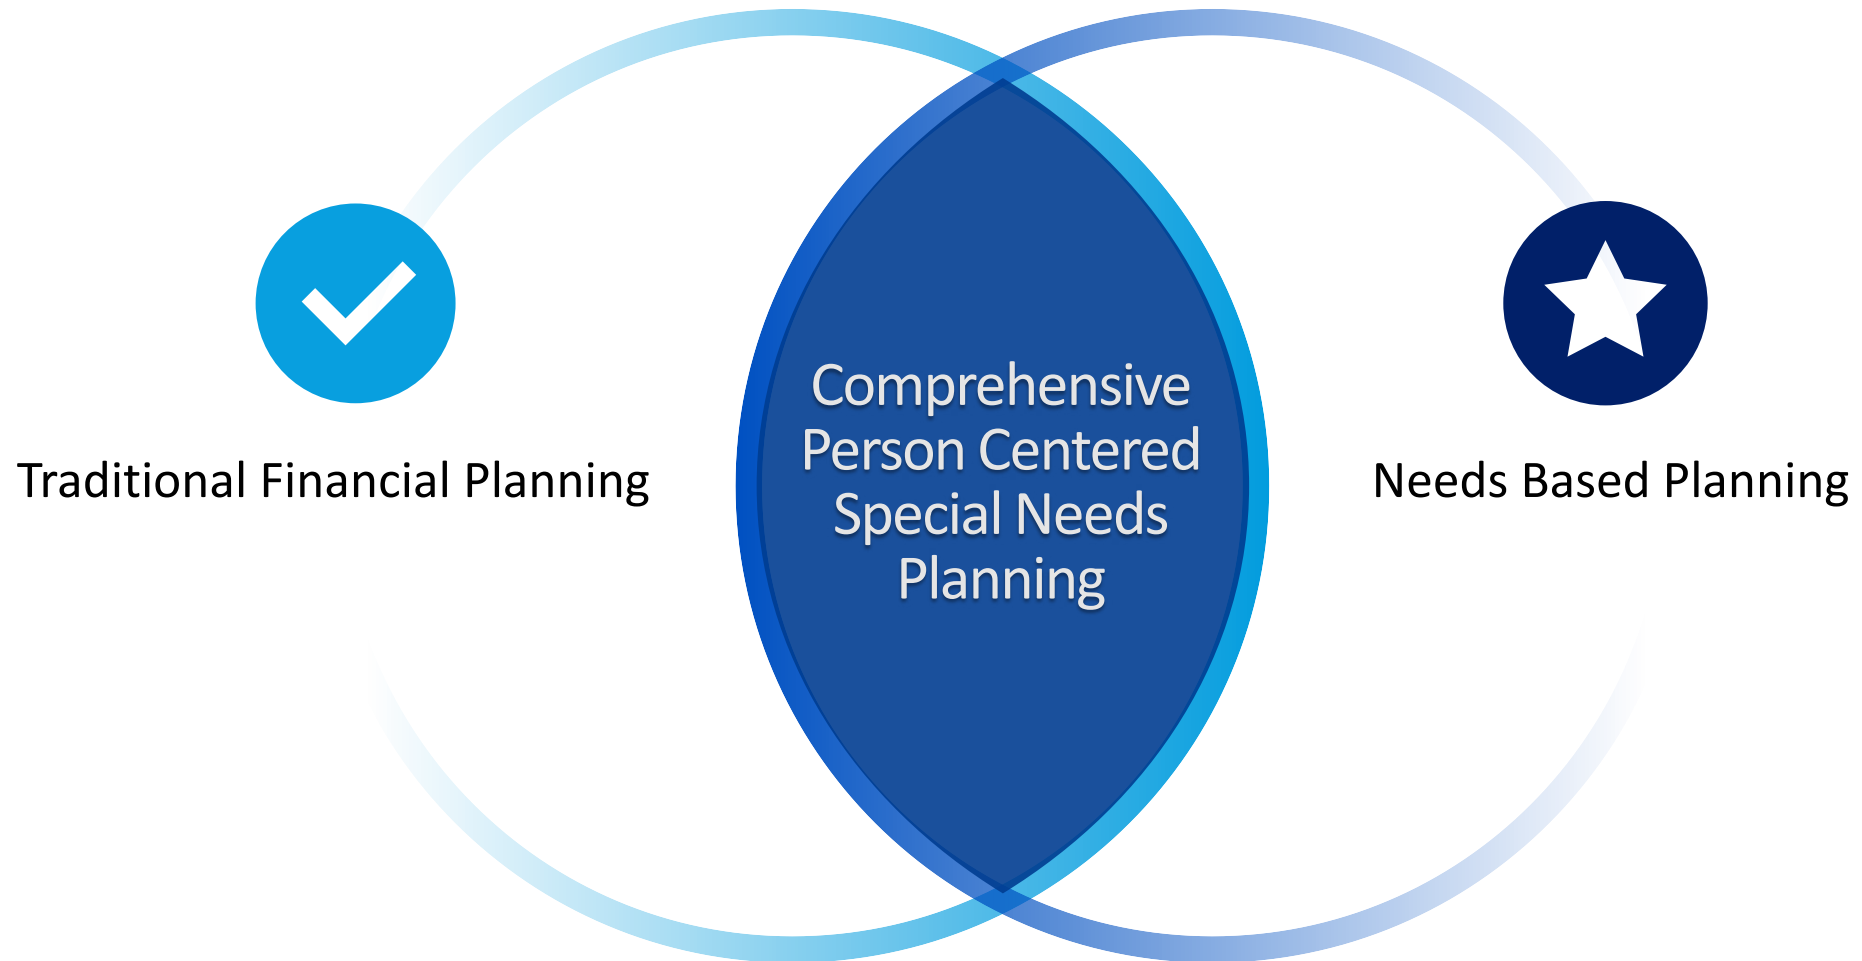 Traditional Financial Planning
Comprehensive
Person Centered
Special Needs
Planning
Needs Based Planning